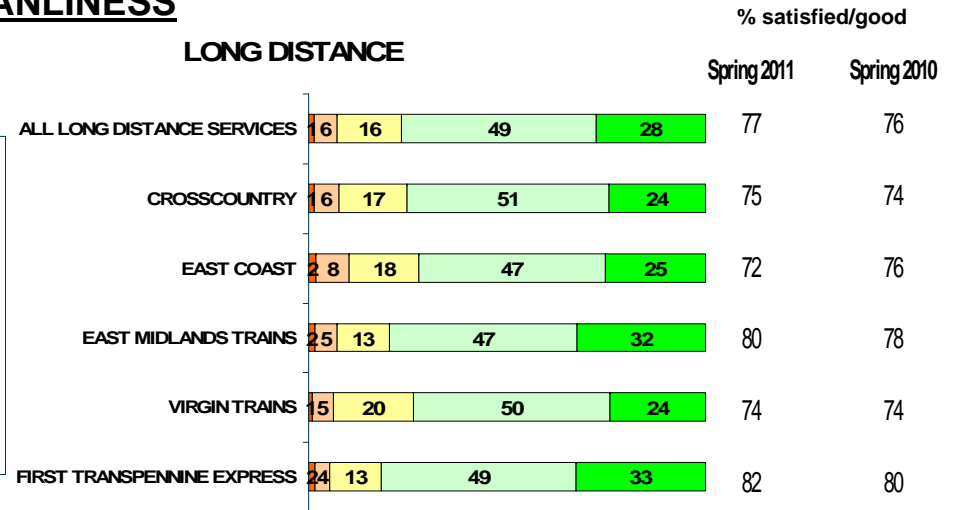 ANLINESS
% satisfied/good
LONG DISTANCE
Spring 2011 Spring 2010
ALL LONG DISTANCE SERVICES 1 6 16 49 28 77 76
CROSSCOUNTRY 1 6 17 51 24 75 74
EAST COAST 2 8 18 47 25 72 76
EAST MIDLANDS TRAINS 2 5 13 47 32 80 78
VIRGIN TRAINS 1 5 20 50 24 74 74
FIRST TRANSPENNINE EXPRESS 2 4 13 49 33 82 80